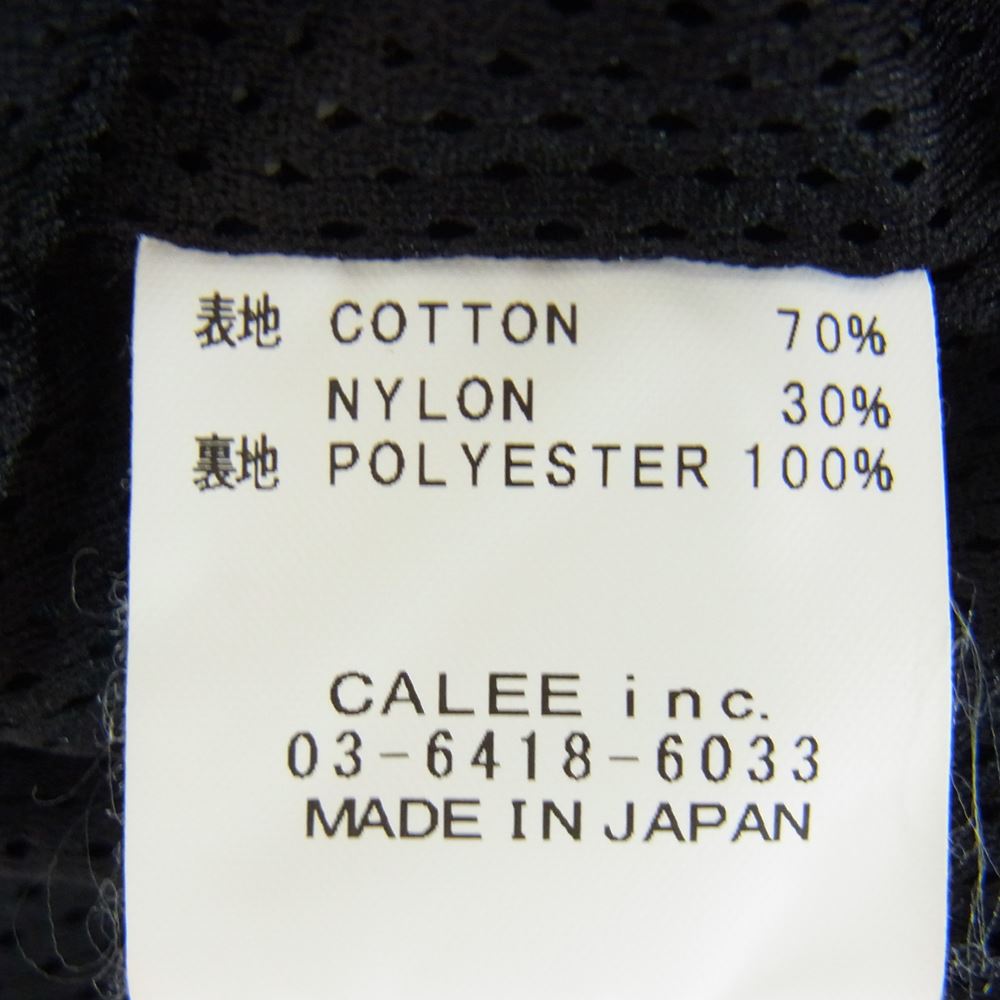 表地 COTTON 70%
NYLON 30%
裏地 POLYESTER 100%
CALEE inc.
03-6418-6033
MADE IN JAPAN